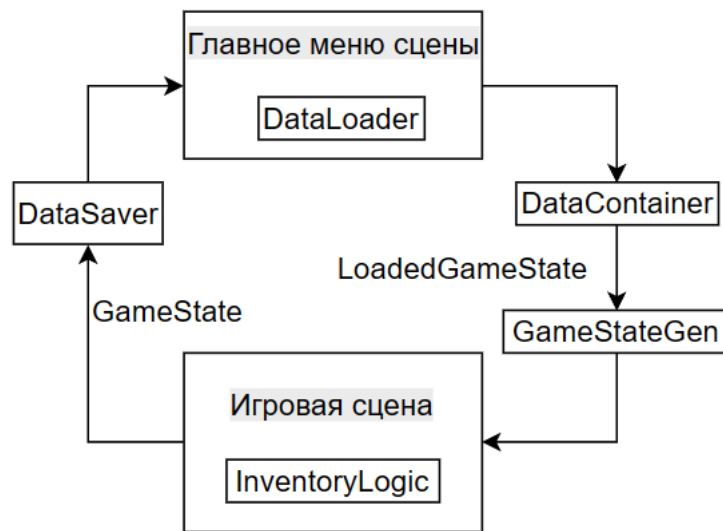 Главное меню сцены
DataLoader
DataSaver
DataContainer
LoadedGameState
GameState
GameStateGen
Игровая сцена
InventoryLogic